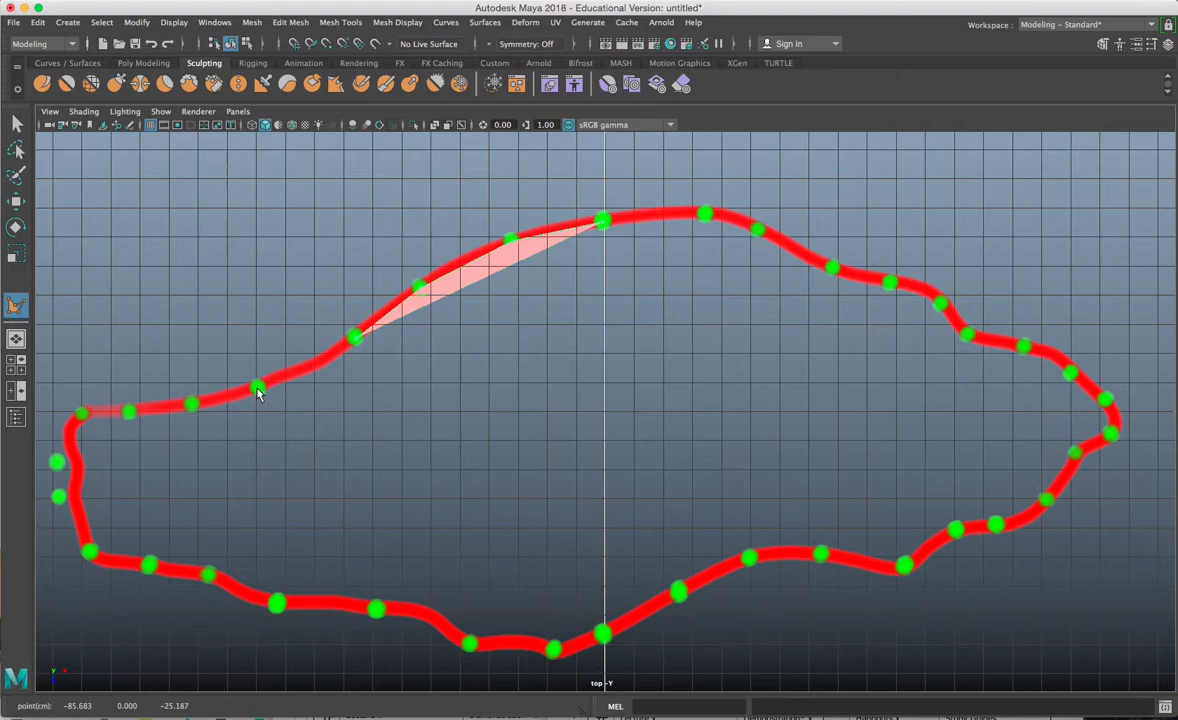 Autodesk Maya 2018 - Educational Version: untitled*
File Edit Create Select Modify Display Windows Mesh Edit Mesh Mesh Tools Mesh Display Curves Surfaces Deform UV Generate Cache Arnold Help
Workspace : Modeling - Standard*
Modeling No Live Surface Symmetry: Off Sign In
Curves / Surfaces Poly Modeling Sculpting Rigging Animation Rendering FX FX Caching Custom Arnold Bifrost MASH Motion Graphics XGen TURTLE
View Shading Lighting Show Renderer Panels
0.00 1.00 sRGB gamma
y
x
top -Y
point(cm): -85.683 0.000 -25.187 MEL